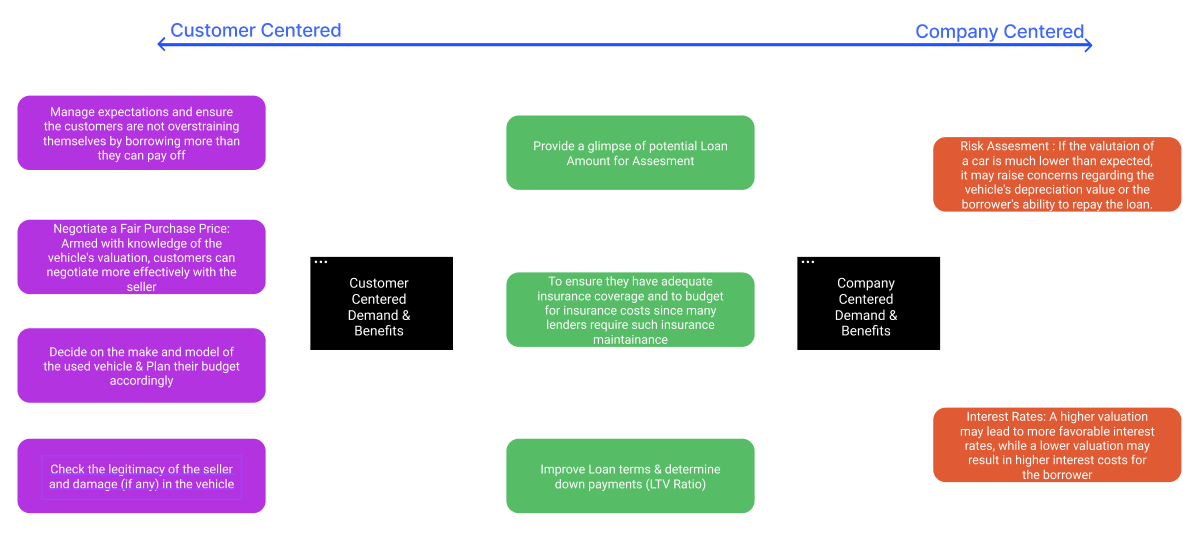 Customer Centered
Company Centered
Manage expectations and ensure
the customers are not overstraining
themselves by borrowing more than
they can pay off
Negotiate a Fair Purchase Price:
Armed with knowledge of the
vehicle's valuation, customers can
negotiate more effectively with the
seller
Decide on the make and model of
the used vehicle & Plan their budget
accordingly
Check the legitimacy of the seller
and damage (if any) in the vehicle
Customer
Centered
Demand &
Benefits
Provide a glimpse of potential Loan
Amount for Assesment
To ensure they have adequate
insurance coverage and to budget
for insurance costs since many
lenders require such insurance
maintainance
Improve Loan terms & determine
down payments (LTV Ratio)
Company
Centered
Demand &
Benefits
Risk Assesment : If the valutaion of
a car is much lower than expected,
it may raise concerns regarding the
vehicle's depreciation value or the
borrower's ability to repay the loan.
Interest Rates: A higher valuation
may lead to more favorable interest
rates, while a lower valuation may
result in higher interest costs for
the borrower